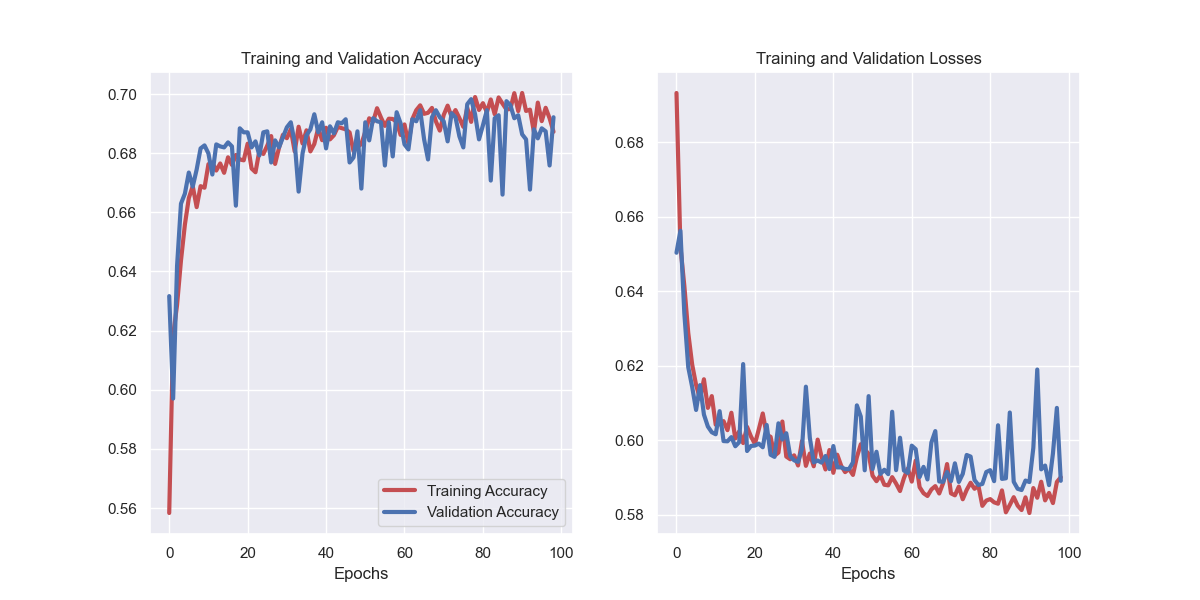 Training and Validation Accuracy
0.70
0.68
0.66
0.64
0.62
0.60
0.58
0.56
Training Accuracy
Validation Accuracy
0 20 40 60 80 100
Epochs
Training and Validation Losses
0.68
0.66
0.64
0.62
0.60
0.58
0 20 40 60 80 100
Epochs